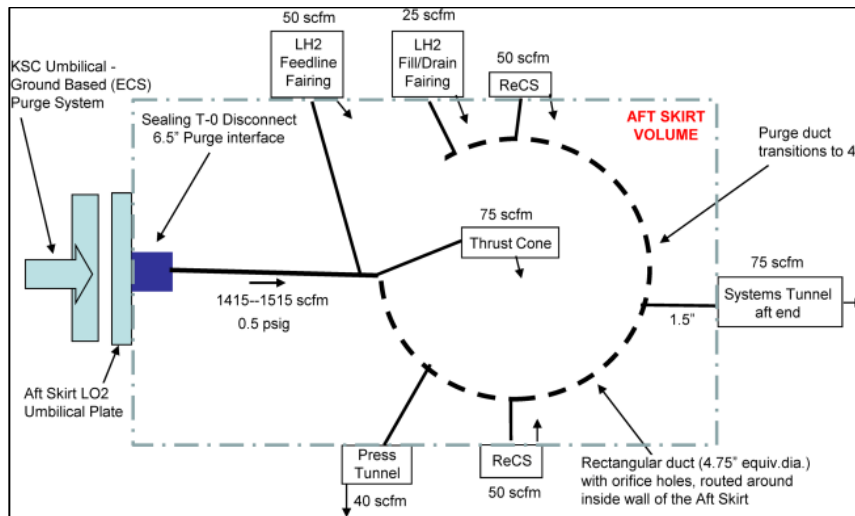 50 scfm
25 scfm
KSC Umbilical -
Ground Based (ECS)
Purge System
LH2
Feedline
Fairing
LH2
Fill/Drain
Fairing
50 scfm
ReCS
Sealing T-0 Disconnect
6.5” Purge interface
AFT SKIRT
VOLUME
Purge duct
transitions to 4
75 scfm
Thrust Cone
75 scfm
Systems Tunnel
aft end
1415--1515 scfm
0.5 psig
1.5”
Aft Skirt LO2
Umbilical Plate
Press
Tunnel
40 scfm
ReCS
50 scfm
Rectangular duct (4.75” equiv.dia.)
with orifice holes, routed around
inside wall of the Aft Skirt